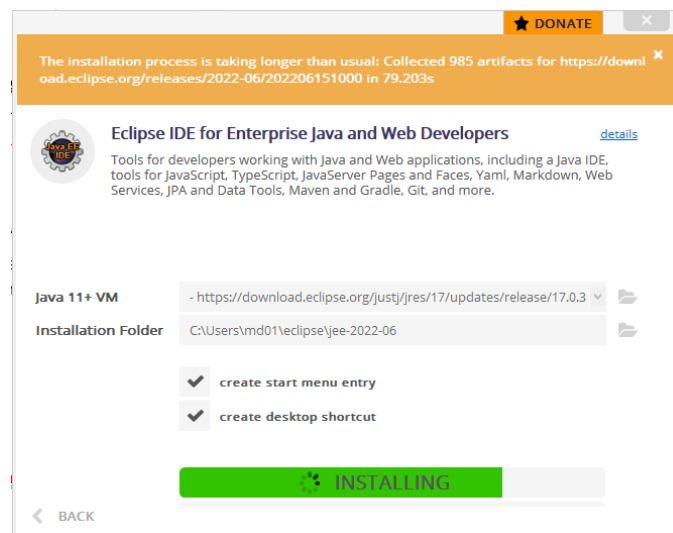 DONATE
The installation process is taking longer than usual: Collected 985 artifacts for https://downl
oad.eclipse.org/releases/2022-06/202206151000 in 79.203s
Java EE
IDE
Eclipse IDE for Enterprise Java and Web Developers
details
Tools for developers working with Java and Web applications, including a Java IDE,
tools for JavaScript, TypeScript, JavaServer Pages and Faces, Yaml, Markdown, Web
Services, JPA and Data Tools, Maven and Gradle, Git, and more.
Java 11+ VM
- https://download.eclipse.org/justj/jres/17/updates/release/17.0.3
Installation Folder
C:\Users\md01\eclipse\jee-2022-06
create start menu entry
create desktop shortcut
INSTALLING
BACK